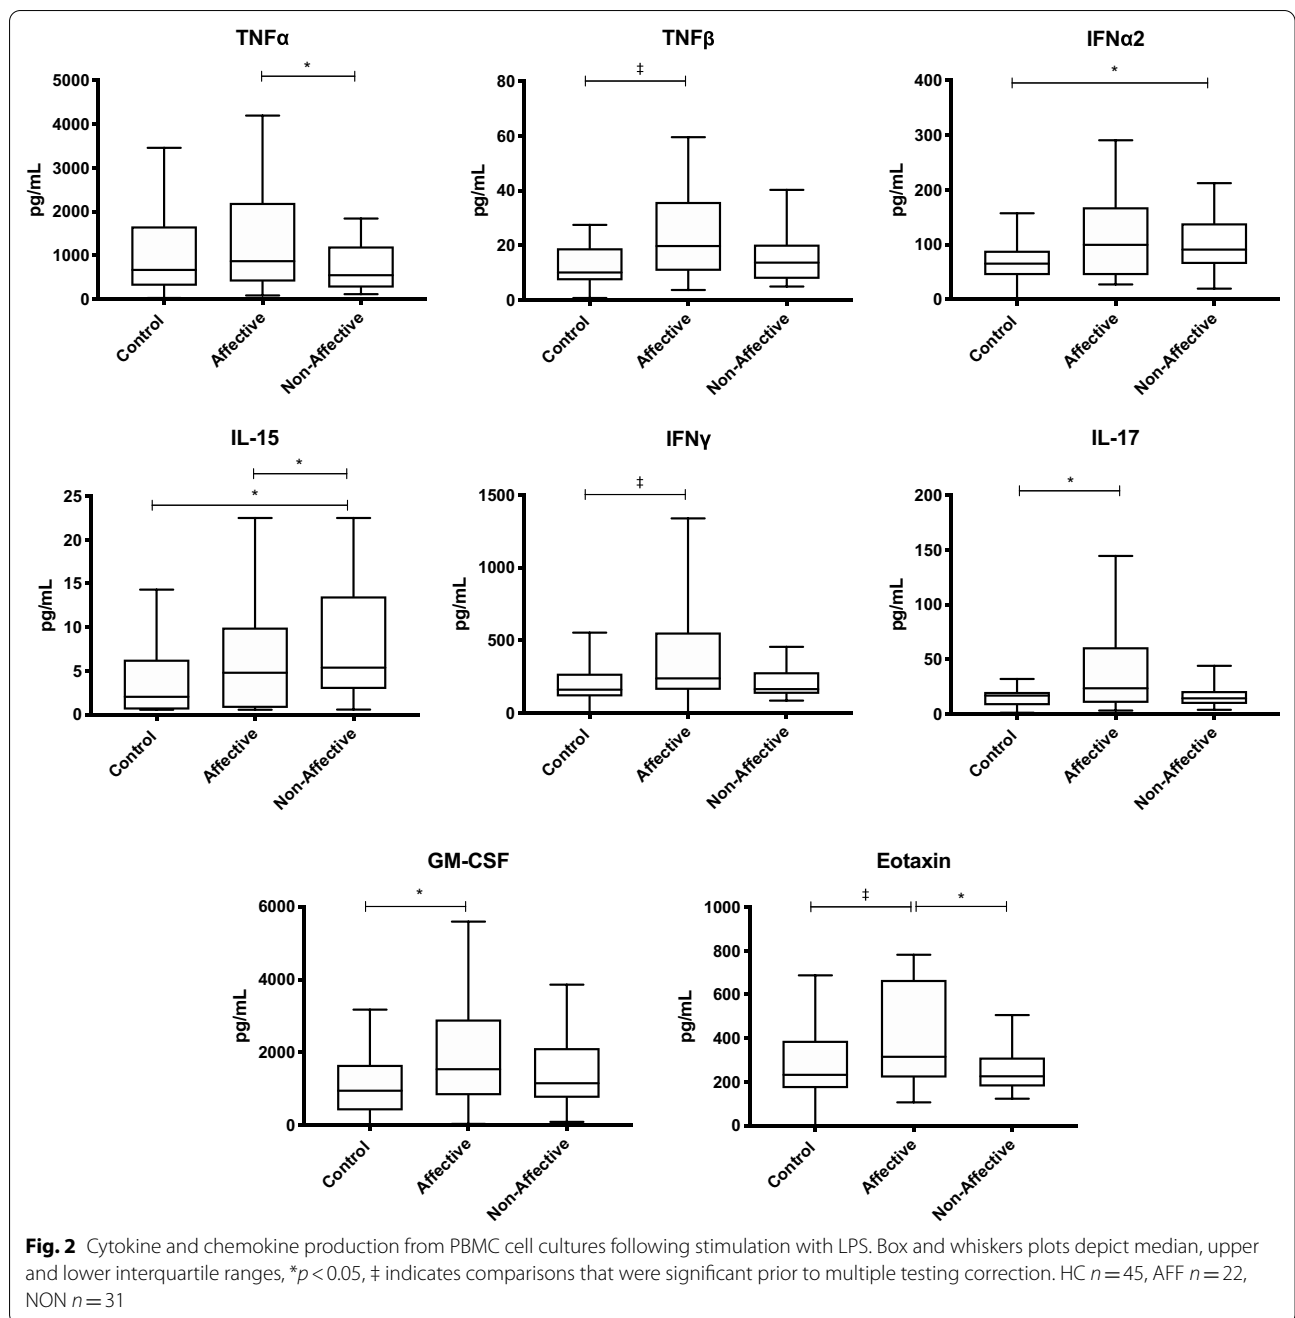 TNFα
*
5000
4000
3000
2000
1000
0
pg/mL
Control
Affective
Non-Affective
TNFβ
‡
80
60
40
20
0
pg/mL
Control
Affective
Non-Affective
IFNα2
*
400
300
200
100
0
pg/mL
Control
Affective
Non-Affective
IL-15
*
*
25
20
15
10
5
0
pg/mL
Control
Affective
Non-Affective
IFNγ
‡
1500
1000
500
0
pg/mL
Control
Affective
Non-Affective
IL-17
*
200
150
100
50
0
pg/mL
Control
Affective
Non-Affective
GM-CSF
*
6000
4000
2000
0
pg/mL
Control
Affective
Non-Affective
Eotaxin
‡ *
1000
800
600
400
200
0
pg/mL
Control
Affective
Non-Affective
Fig. 2 Cytokine and chemokine production from PBMC cell cultures following stimulation with LPS. Box and whiskers plots depict median, upper
and lower interquartile ranges, *p < 0.05, ‡ indicates comparisons that were significant prior to multiple testing correction. HC n = 45, AFF n = 22,
NON n = 31